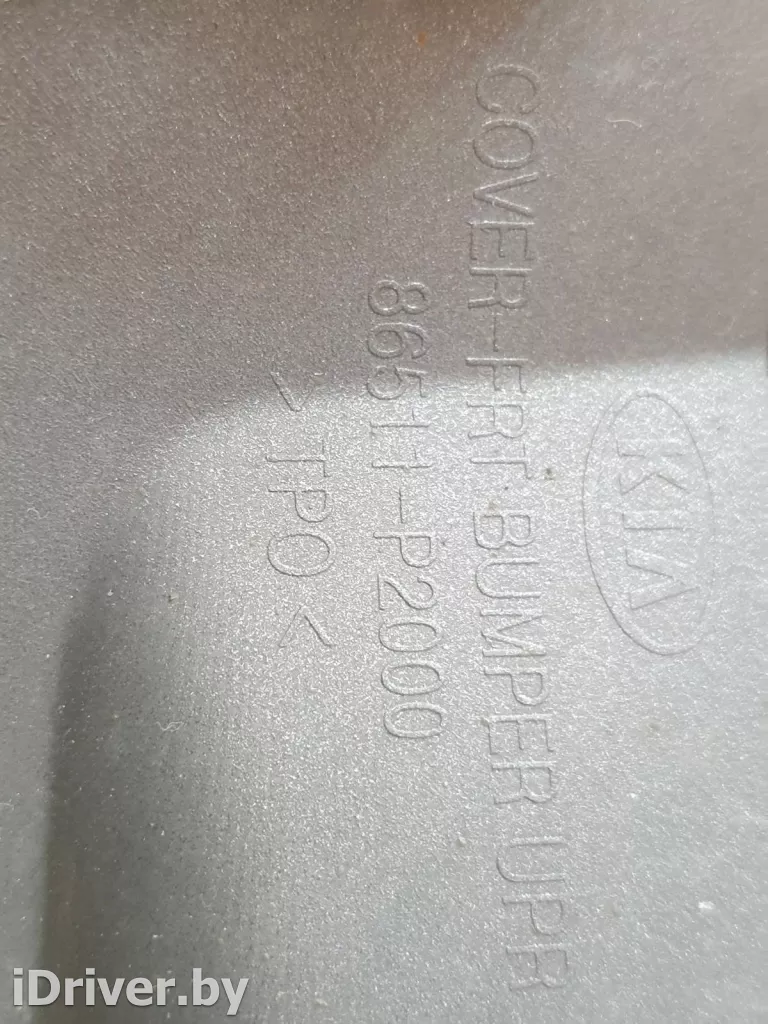 KIA
COVER-FRT BUMPER UPR
86511-P2000
>TPO<
iDriver.by